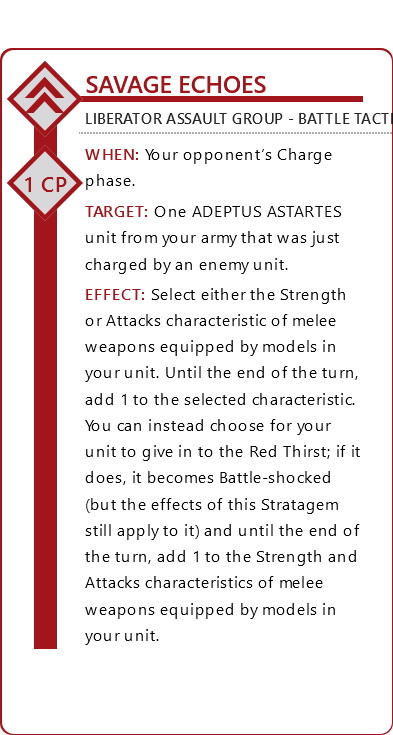 SAVAGE ECHOES
LIBERATOR ASSAULT GROUP - BATTLE TACTI
1 CP
WHEN: Your opponent's Charge
phase.
TARGET: One ADEPTUS ASTARTES
unit from your army that was just
charged by an enemy unit.
EFFECT: Select either the Strength
or Attacks characteristic of melee
weapons equipped by models in
your unit. Until the end of the turn,
add 1 to the selected characteristic.
You can instead choose for your
unit to give in to the Red Thirst; if it
does, it becomes Battle-shocked
(but the effects of this Stratagem
still apply to it) and until the end of
the turn, add 1 to the Strength and
Attacks characteristics of melee
weapons equipped by models in
your unit.